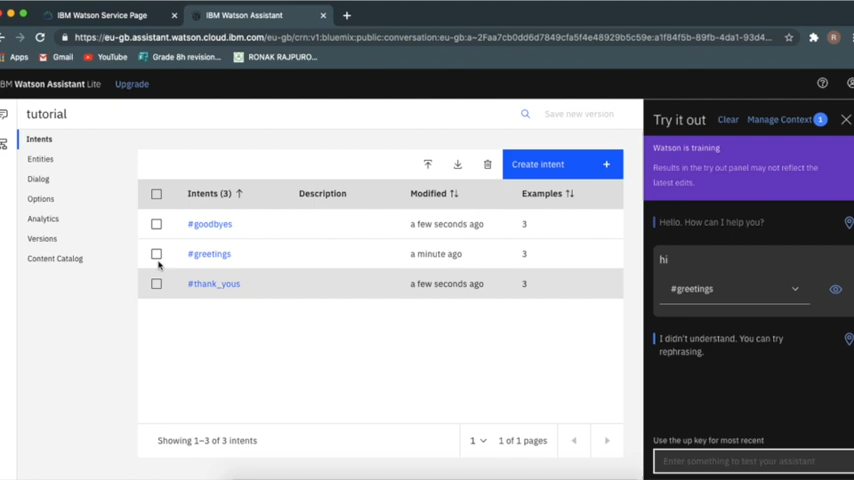 IBM Watson Service Page
IBM Watson Assistant
https://eu-gb.assistant.watson.cloud.ibm.com/eu-gb/crn:v1:bluemix:public:conversation:eu-gb:a~2Faa7cb0dd6d7849cfa5f4e48929b5c59e:a1f84f5b-89fb-4da1-93d4...
Apps Gmail YouTube Grade 8h revision... RONAK RAJPURO...
R
IBM Watson Assistant Lite Upgrade
tutorial
Save new version
Intents
Entities
Dialog
Options
Analytics
Versions
Content Catalog
Create intent +
Intents (3) Description Modified Examples
#goodbyes a few seconds ago 3
#greetings a minute ago 3
#thank_yous a few seconds ago 3
Showing 1–3 of 3 intents 1 1 of 1 pages
Try it out Clear Manage Context 1
Watson is training
Results in the try out panel may not reflect the
latest edits.
Hello. How can I help you?
hi
#greetings
I didn't understand. You can try
rephrasing.
Use the up key for most recent
Enter something to test your assistant